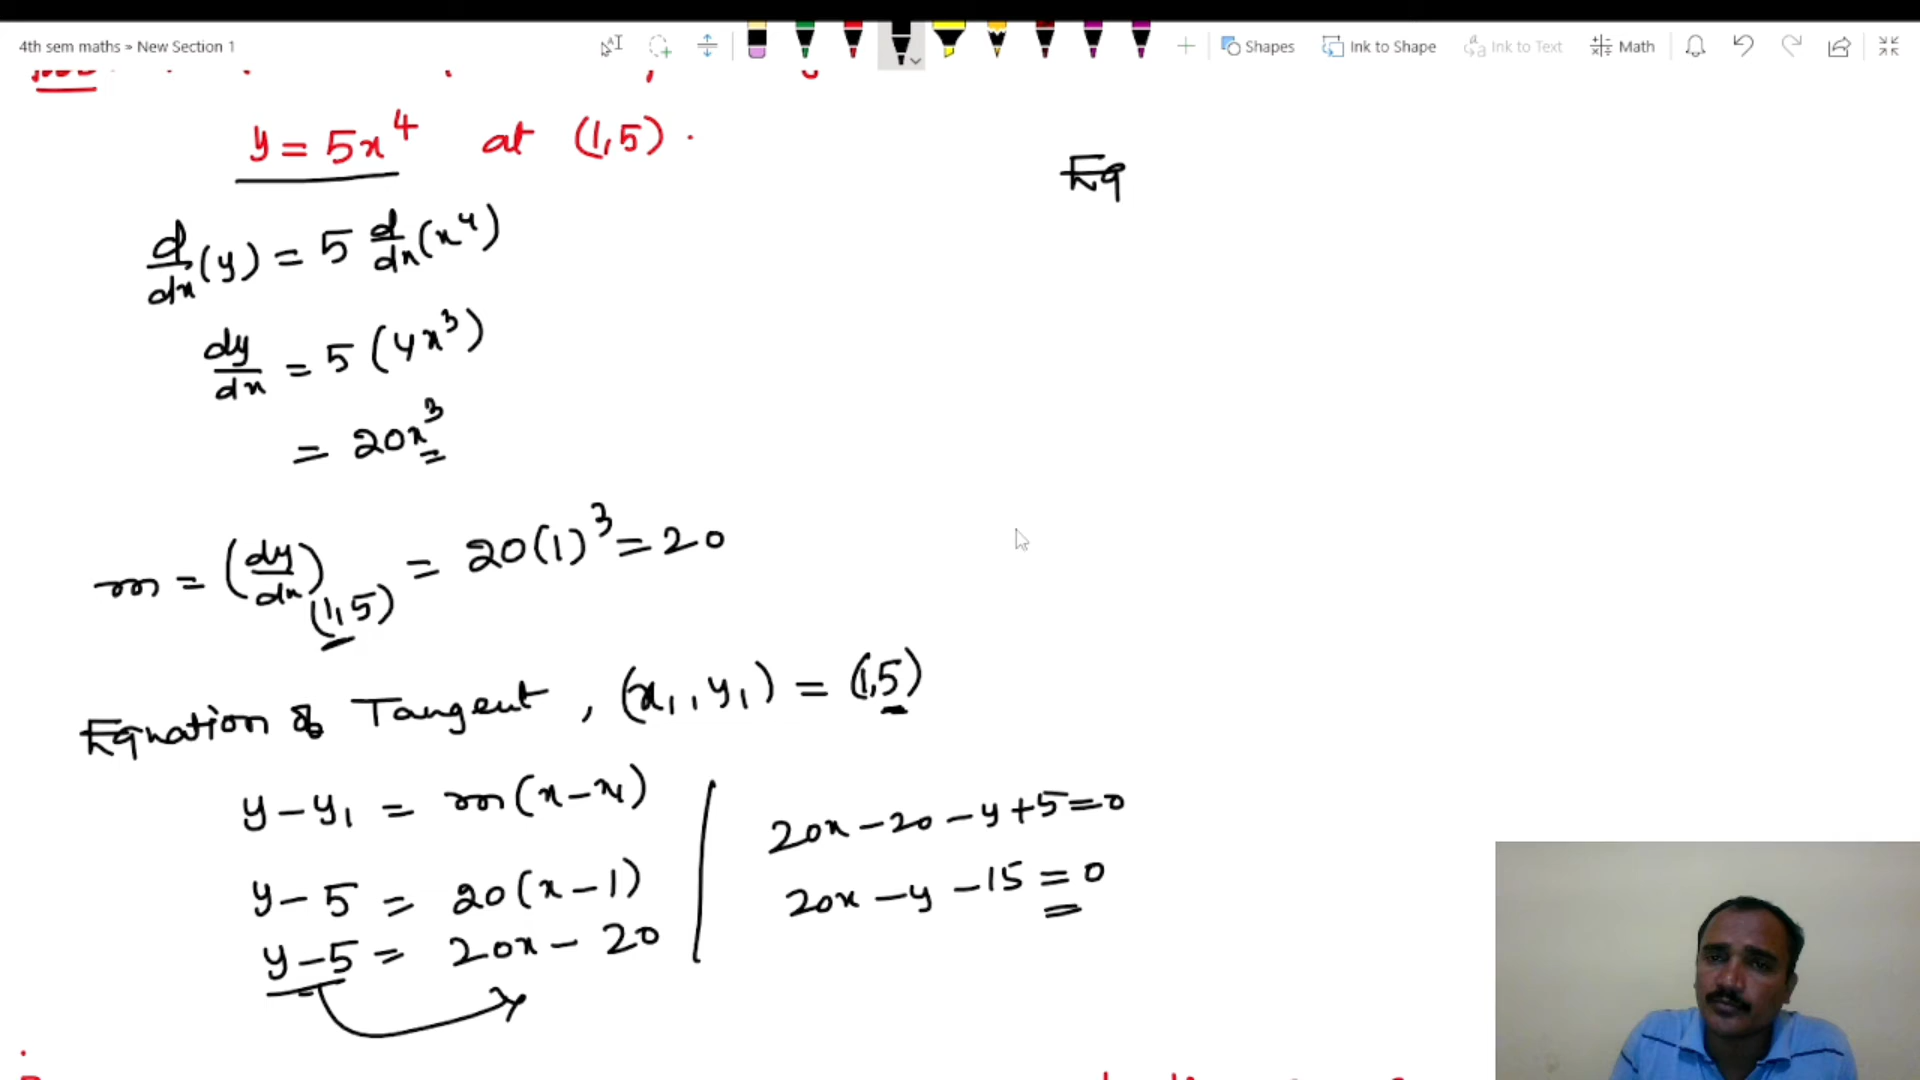 4th sem maths » New Section 1
Shapes Ink to Shape Ink to Text Math
y = 5x⁴ at (1,5).
d/dx (y) = 5 d/dx (x⁴)
dy/dx = 5 (4x³)
= 20x³
m = (dy/dx)(1,5) = 20(1)³ = 20
Equation of Tangent, (x₁, y₁) = (1,5)
y - y₁ = m(x - x₁)
y - 5 = 20(x - 1)
y - 5 = 20x - 20
20x - 20 - y + 5 = 0
20x - y - 15 = 0
Eq